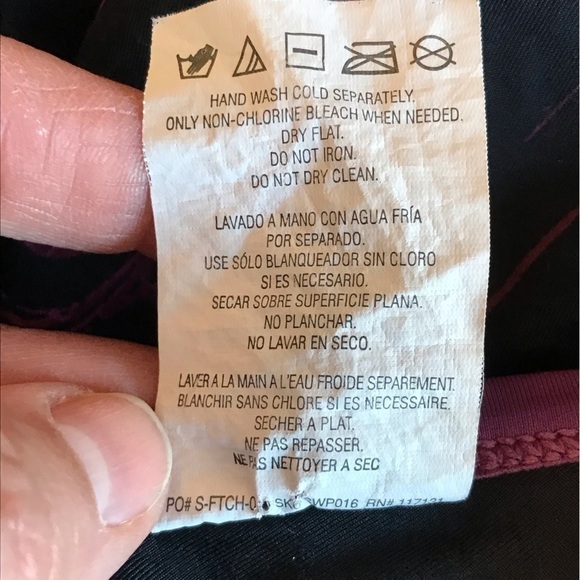 HAND WASH COLD SEPARATELY.
ONLY NON-CHLORINE BLEACH WHEN NEEDED.
DRY FLAT.
DO NOT IRON.
DO NOT DRY CLEAN.
LAVADO A MANO CON AGUA FRÍA
POR SEPARADO.
USE SÓLO BLANQUEADOR SIN CLORO
SI ES NECESARIO.
SECAR SOBRE SUPERFICIE PLANA.
NO PLANCHAR.
NO LAVAR EN SECO.
LAVER A LA MAIN A L'EAU FROIDE SEPAREMENT.
BLANCHIR SANS CHLORE SI ES NECESSAIRE.
SECHER A PLAT.
NE PAS REPASSER.
NE PAS NETTOYER A SEC
PO# S-FTCH-0 RN# 117131